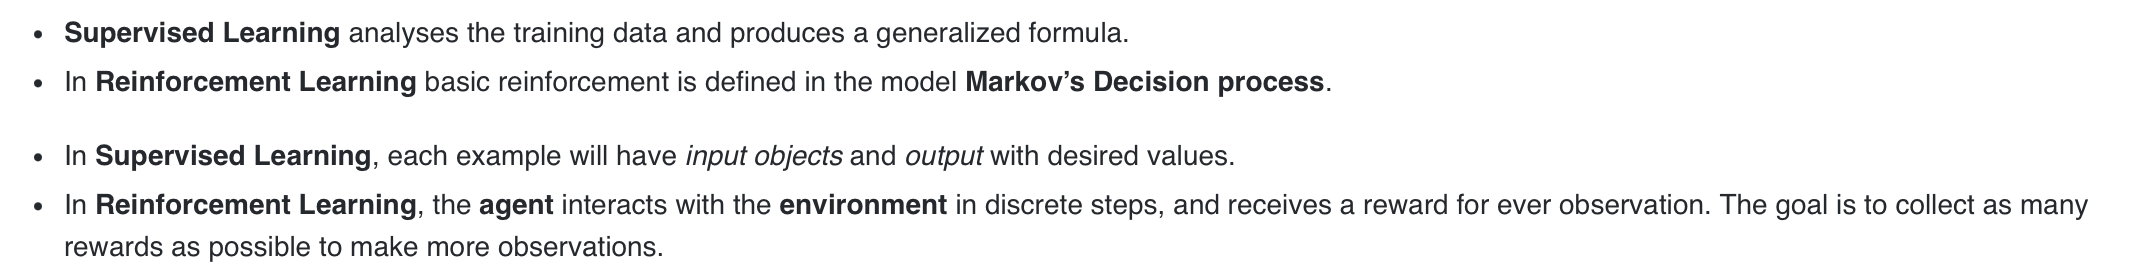 • Supervised Learning analyses the training data and produces a generalized formula.
• In Reinforcement Learning basic reinforcement is defined in the model Markov’s Decision process.
• In Supervised Learning, each example will have input objects and output with desired values.
• In Reinforcement Learning, the agent interacts with the environment in discrete steps, and receives a reward for ever observation. The goal is to collect as many
rewards as possible to make more observations.